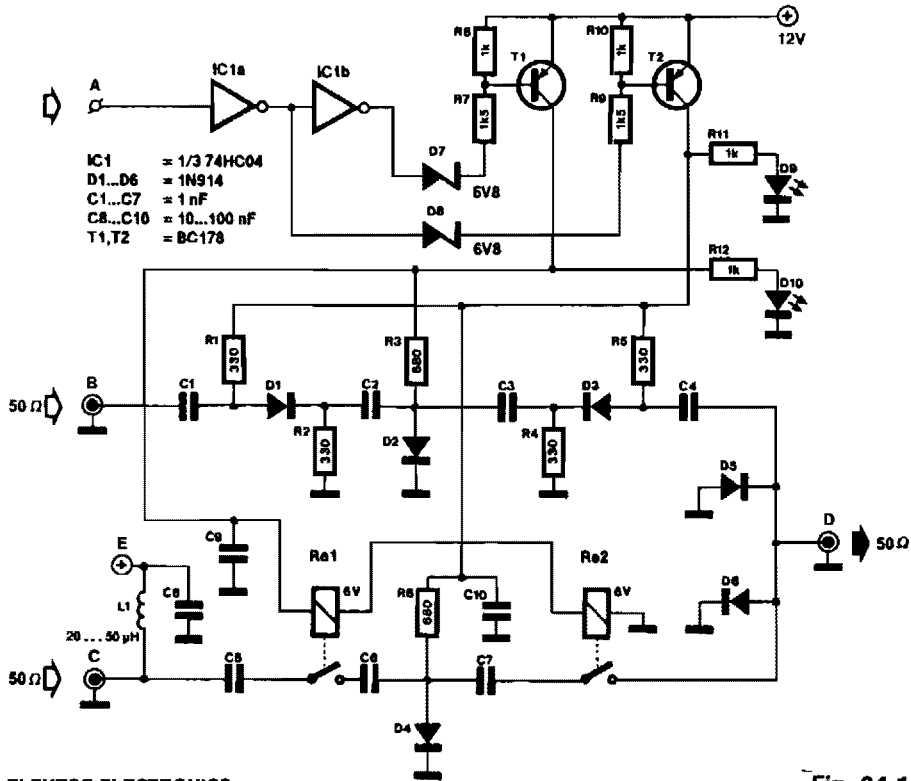 12V
R8
1k
T1
R10
1k
T2
IC1a
IC1b
A
R7
1k5
R9
1k5
D7
6V8
D8
6V8
R11
1k
D9
IC1 = 1/3 74HC04
D1...D6 = 1N914
C1...C7 = 1 nF
C8...C10 = 10...100 nF
T1,T2 = BC178
R12
1k
D10
R1
330
R3
680
R5
330
50 Ω
B
C1
D1
C2
C3
D3
C4
R2
330
D2
R4
330
D5
D
50 Ω
C9
Re1
6V
R6
680
C10
Re2
6V
D6
E
L1
C8
20...50 µH
50 Ω
C
C5
C6
C7
D4